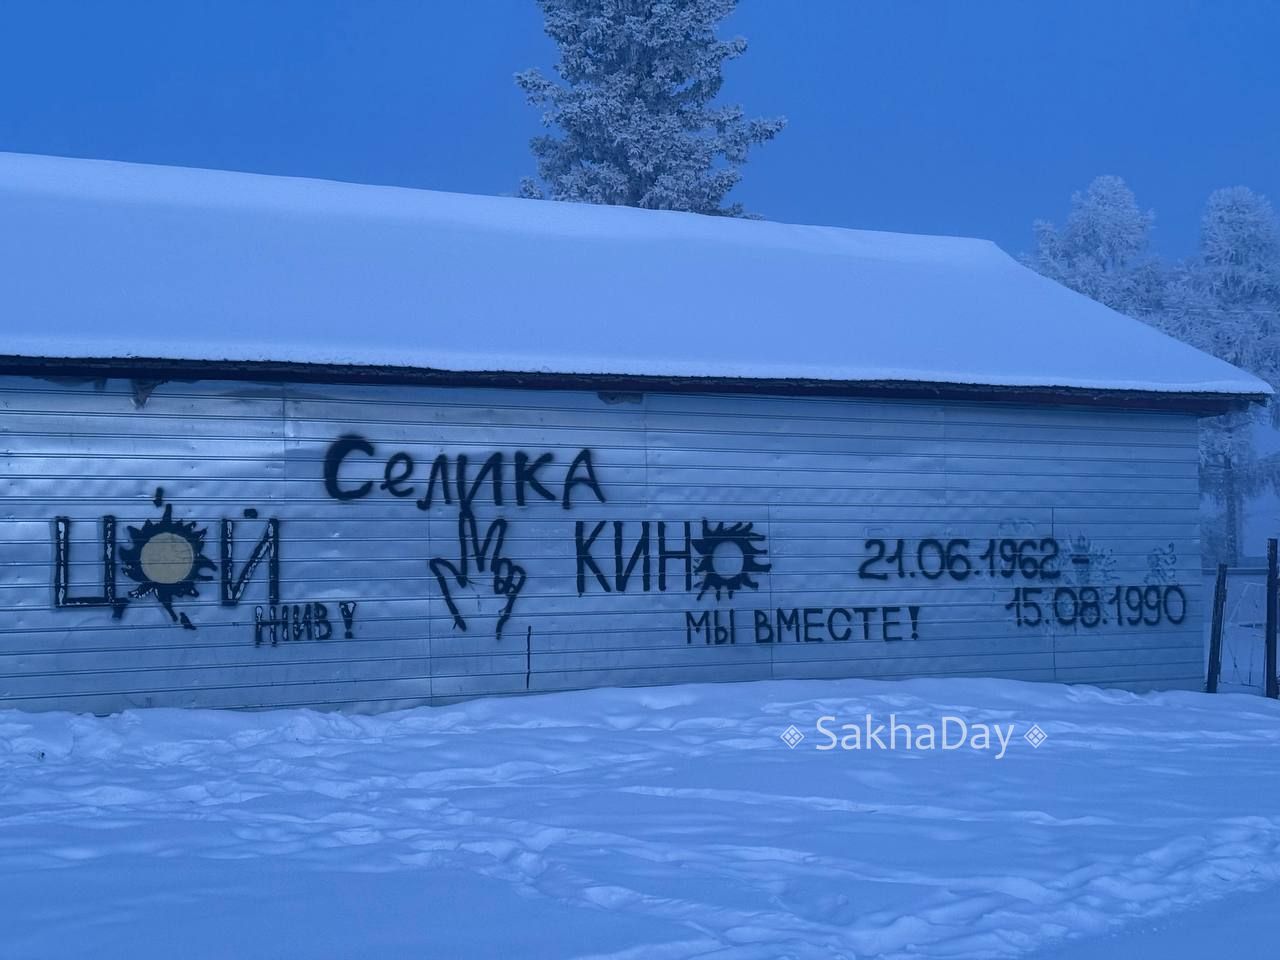 Селика
ЦОЙ
ЖИВ!
КИНО
МЫ ВМЕСТЕ!
21.06.1962 –
15.08.1990
SakhaDay